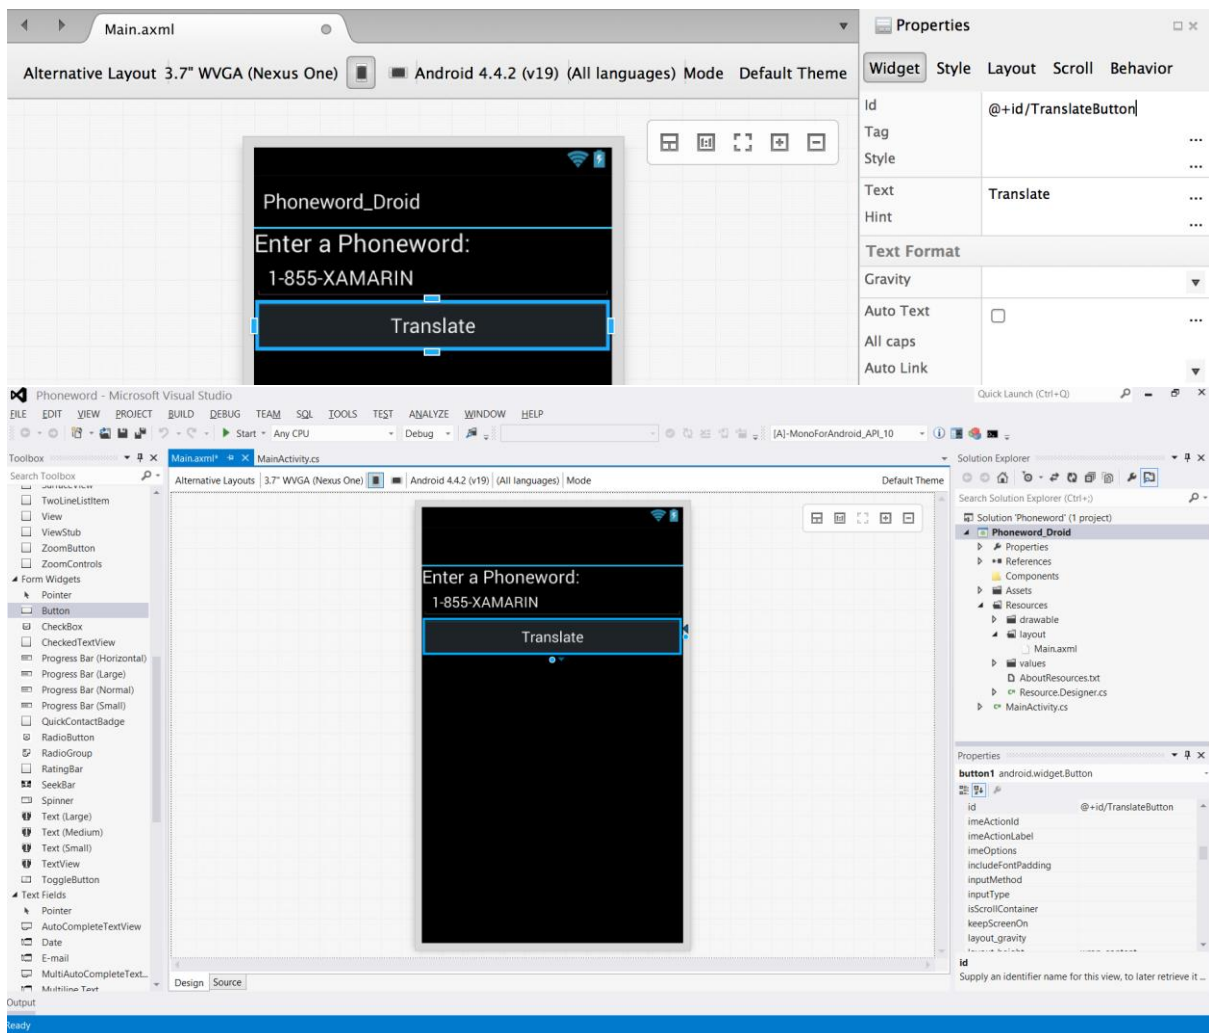 Main.axml
Properties
Alternative Layout 3.7" WVGA (Nexus One) Android 4.4.2 (v19) (All languages) Mode Default Theme
Widget Style Layout Scroll Behavior
Id @+id/TranslateButton
Tag ...
Style ...
Text Translate ...
Hint ...
Text Format
Gravity
Auto Text ...
All caps
Auto Link
1:1
Phoneword_Droid
Enter a Phoneword:
1-855-XAMARIN
Translate
Phoneword - Microsoft Visual Studio
Quick Launch (Ctrl+Q)
FILE EDIT VIEW PROJECT BUILD DEBUG TEAM SQL TOOLS TEST ANALYZE WINDOW HELP
Start Any CPU Debug [A]-MonoForAndroid_API_10
Toolbox
Search Toolbox
TwoLineListItem
View
ViewStub
ZoomButton
ZoomControls
Form Widgets
Pointer
Button
CheckBox
CheckedTextView
Progress Bar (Horizontal)
Progress Bar (Large)
Progress Bar (Normal)
Progress Bar (Small)
QuickContactBadge
RadioButton
RadioGroup
RatingBar
SeekBar
Spinner
Text (Large)
Text (Medium)
Text (Small)
TextView
ToggleButton
Text Fields
Pointer
AutoCompleteTextView
Date
E-mail
MultiAutoCompleteText...
Multiline Text
Output
Ready
Main.axml* MainActivity.cs
Alternative Layouts 3.7" WVGA (Nexus One) Android 4.4.2 (v19) (All languages) Mode Default Theme
Enter a Phoneword:
1-855-XAMARIN
Translate
Design Source
Solution Explorer
Search Solution Explorer (Ctrl+;)
Solution 'Phoneword' (1 project)
Phoneword_Droid
Properties
References
Components
Assets
Resources
drawable
layout
Main.axml
values
AboutResources.txt
Resource.Designer.cs
MainActivity.cs
Properties
button1 android.widget.Button
id @+id/TranslateButton
imeActionId
imeActionLabel
imeOptions
includeFontPadding
inputMethod
inputType
isScrollContainer
keepScreenOn
layout_gravity
id
Supply an identifier name for this view, to later retrieve it ...